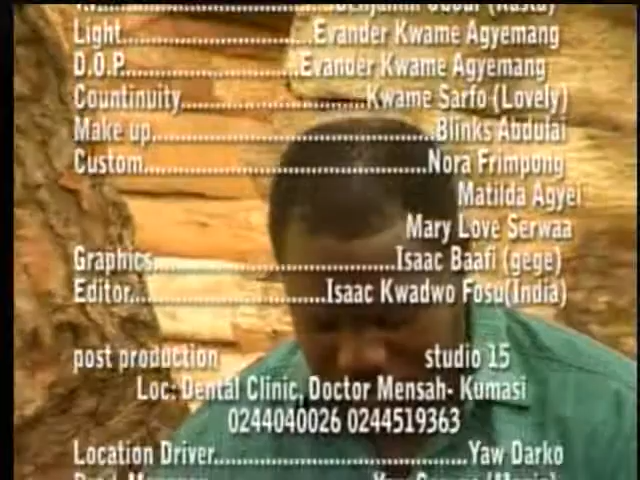 Light...........................Evander Kwame Agyemang
D.O.P.........................Evander Kwame Agyemang
Countinuity..........................Kwame Sarfo (Lovely)
Make up........................................Blinks Abdulai
Custom........................................Nora Frimpong
Matilda Agyei
Mary Love Serwaa
Graphics..................................Isaac Baafi (gege)
Editor..........................Isaac Kwadwo Fosu(India)
post production studio 15
Loc: Dental Clinic, Doctor Mensah- Kumasi
0244040026 0244519363
Location Driver....................................Yaw Darko